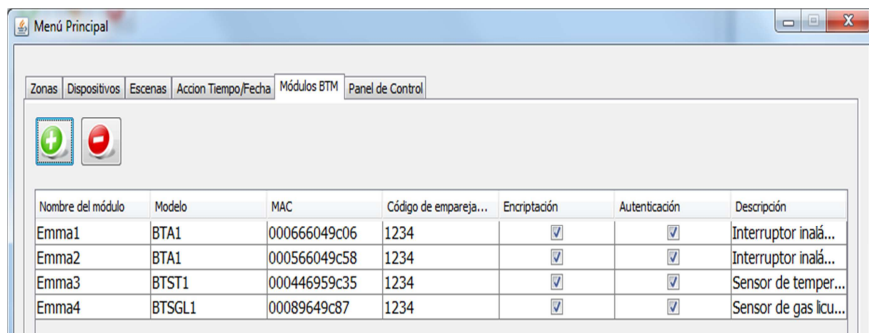 Menú Principal
Zonas Dispositivos Escenas Accion Tiempo/Fecha Módulos BTM Panel de Control
Nombre del módulo Modelo MAC Código de empareja... Encriptación Autenticación Descripción
Emma1 BTA1 000666049c06 1234 Interruptor inalá...
Emma2 BTA1 000566049c58 1234 Interruptor inalá...
Emma3 BTST1 000446959c35 1234 Sensor de temper...
Emma4 BTSGL1 00089649c87 1234 Sensor de gas licu...